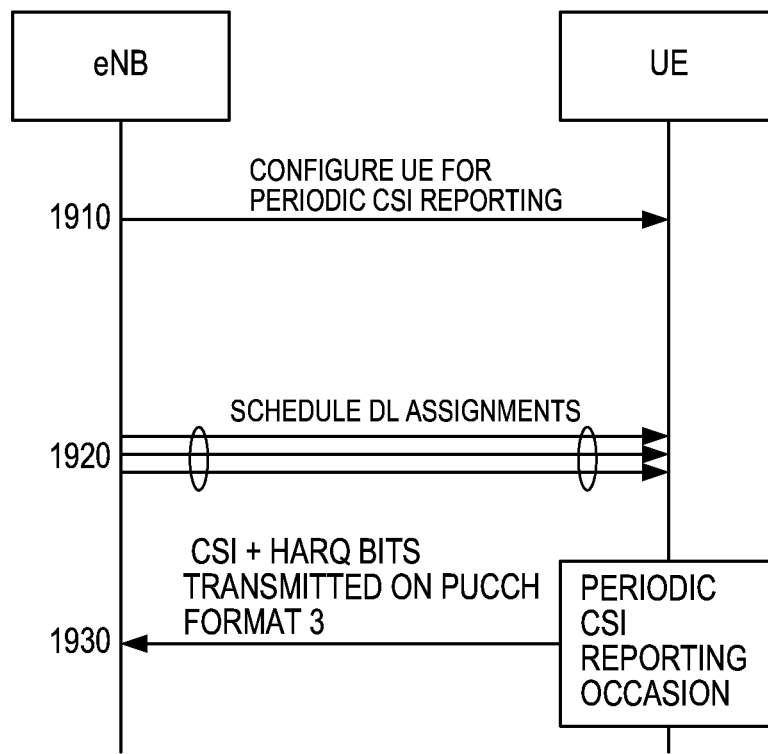 eNB
UE
CONFIGURE UE FOR
PERIODIC CSI REPORTING
1910
SCHEDULE DL ASSIGNMENTS
1920
CSI + HARQ BITS
TRANSMITTED ON PUCCH
FORMAT 3
1930
PERIODIC
CSI
REPORTING
OCCASION